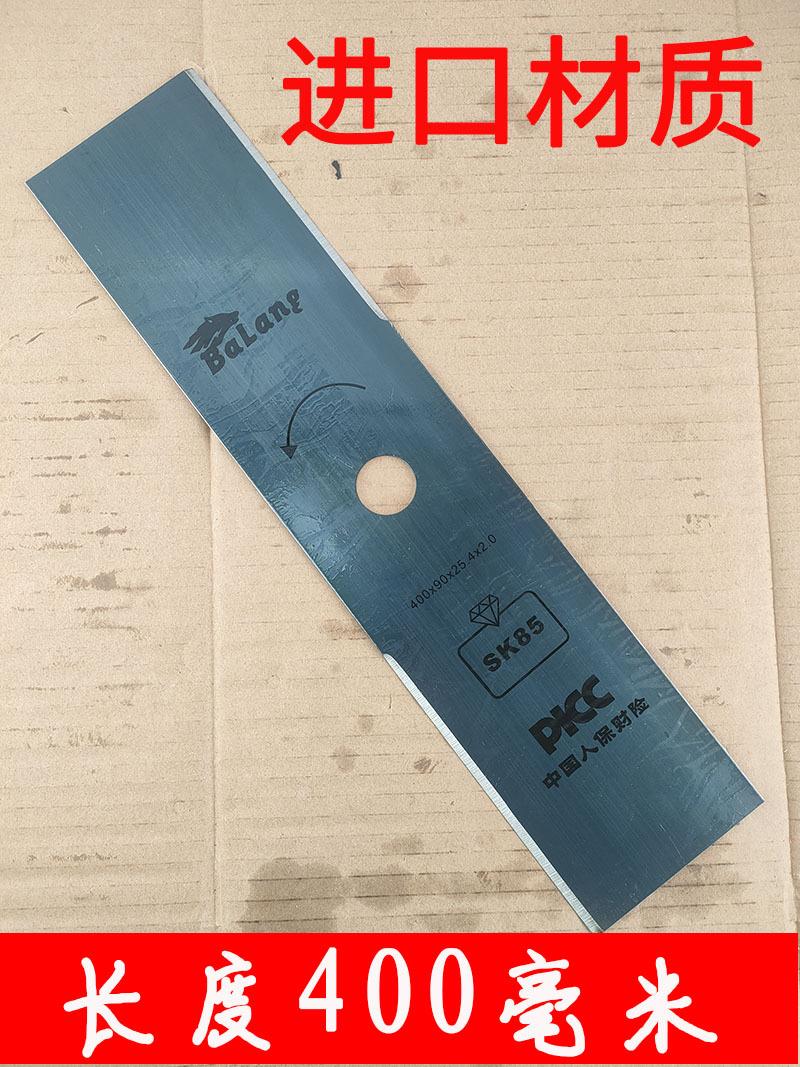 进口材质
BaLang
400x90x25.4x2.0
SK85
PICC
中国人保财险
长度400毫米